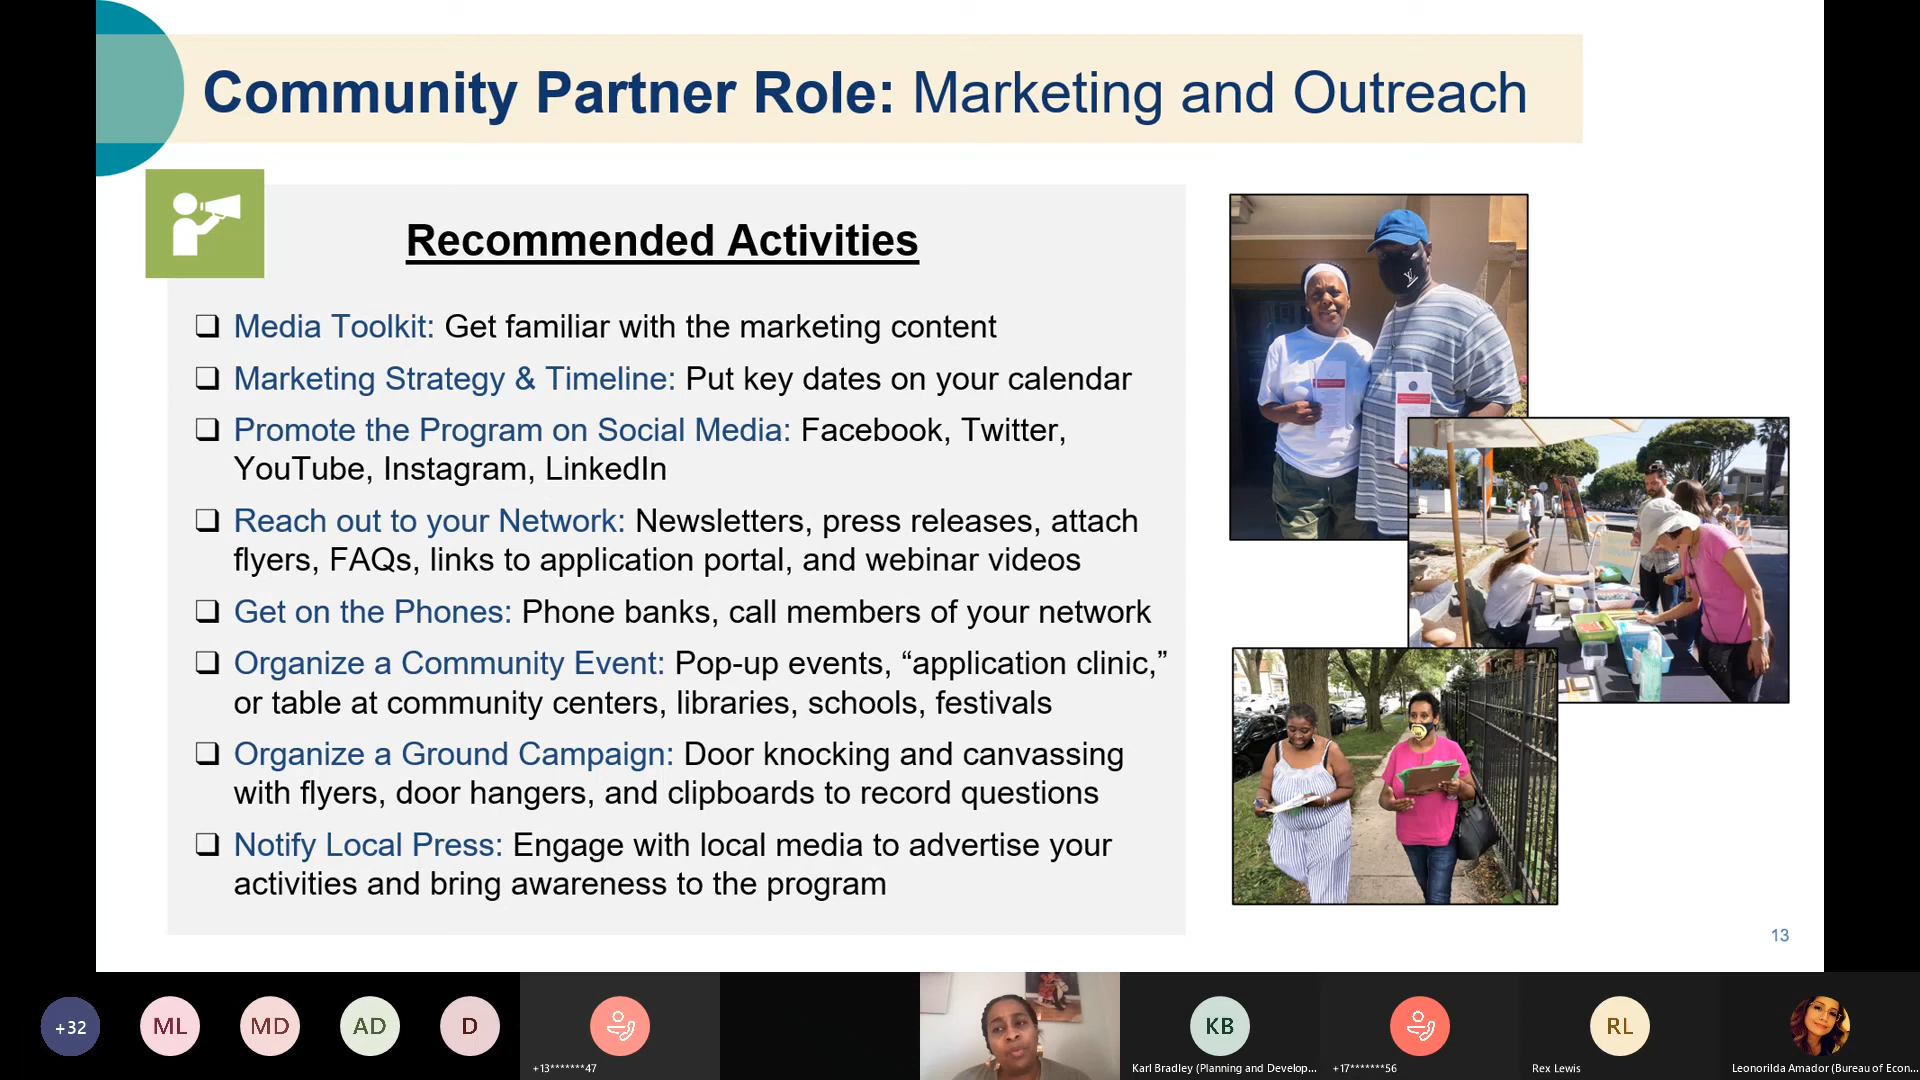 Community Partner Role: Marketing and Outreach
Recommended Activities
❑ Media Toolkit: Get familiar with the marketing content
❑ Marketing Strategy & Timeline: Put key dates on your calendar
❑ Promote the Program on Social Media: Facebook, Twitter,
YouTube, Instagram, LinkedIn
❑ Reach out to your Network: Newsletters, press releases, attach
flyers, FAQs, links to application portal, and webinar videos
❑ Get on the Phones: Phone banks, call members of your network
❑ Organize a Community Event: Pop-up events, “application clinic,”
or table at community centers, libraries, schools, festivals
❑ Organize a Ground Campaign: Door knocking and canvassing
with flyers, door hangers, and clipboards to record questions
❑ Notify Local Press: Engage with local media to advertise your
activities and bring awareness to the program
13
+32
ML
MD
AD
D
+13*******47
KB
Karl Bradley (Planning and Develop...
+17*******56
RL
Rex Lewis
Leonorilda Amador (Bureau of Econ...